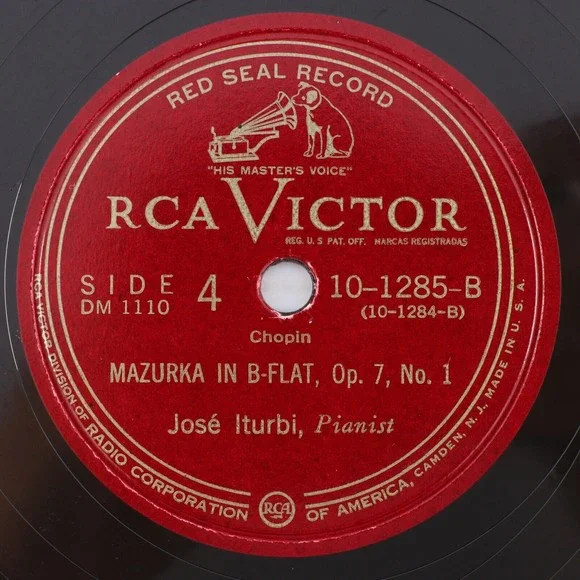 RED SEAL RECORD
"HIS MASTER'S VOICE"
RCA VICTOR
REG. U.S PAT. OFF. MARCAS REGISTRADAS
SIDE 4
DM 1110
10-1285-B
(10-1284-B)
Chopin
MAZURKA IN B-FLAT, Op. 7, No. 1
José Iturbi, Pianist
RCA VICTOR DIVISION OF RADIO CORPORATION OF AMERICA, CAMDEN, N.J. MADE IN U.S.A.
RCA